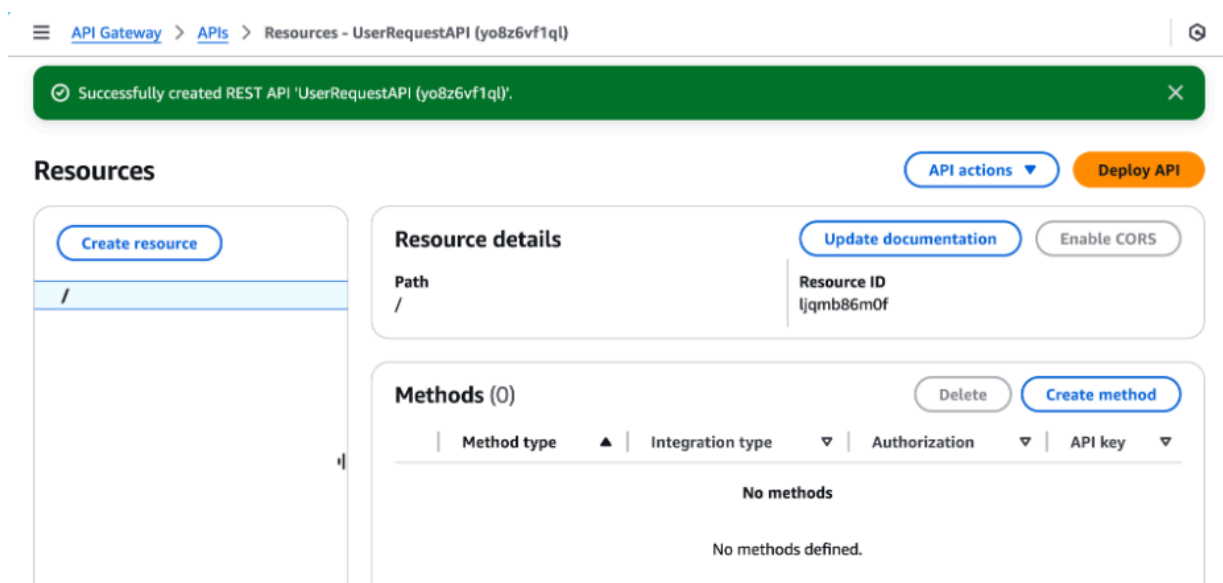 API Gateway > APIs > Resources - UserRequestAPI (yo8z6vf1ql)
Successfully created REST API 'UserRequestAPI (yo8z6vf1ql)'.
Resources
API actions
Deploy API
Create resource
/
Resource details
Update documentation
Enable CORS
Path
/
Resource ID
ljqmb86m0f
Methods (0)
Delete
Create method
Method type
Integration type
Authorization
API key
No methods
No methods defined.